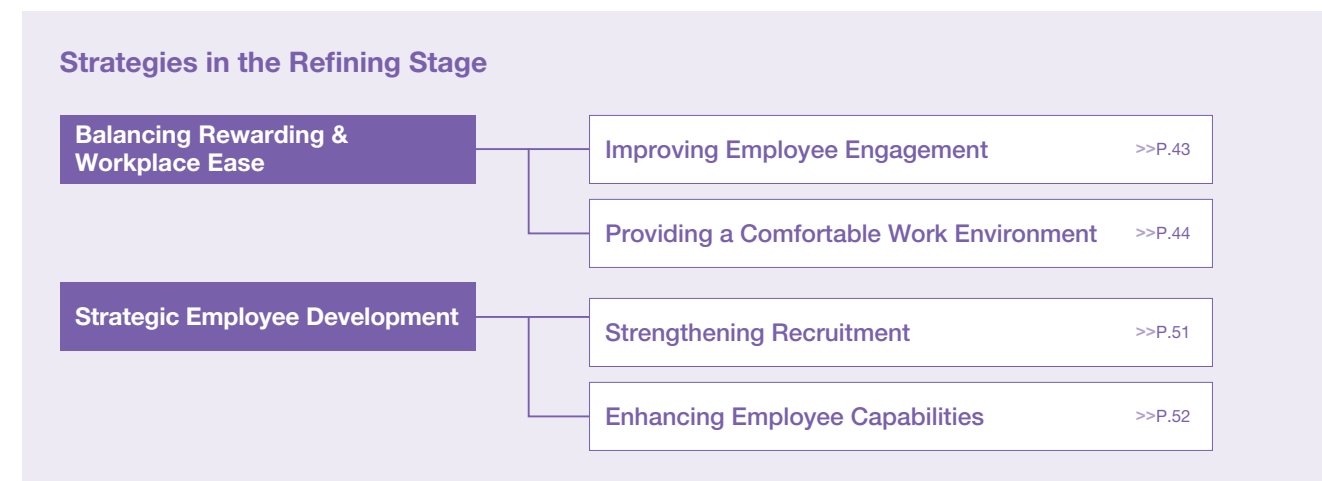 Strategies in the Refining Stage
Balancing Rewarding &
Workplace Ease
Improving Employee Engagement >>P.43
Providing a Comfortable Work Environment >>P.44
Strategic Employee Development
Strengthening Recruitment >>P.51
Enhancing Employee Capabilities >>P.52